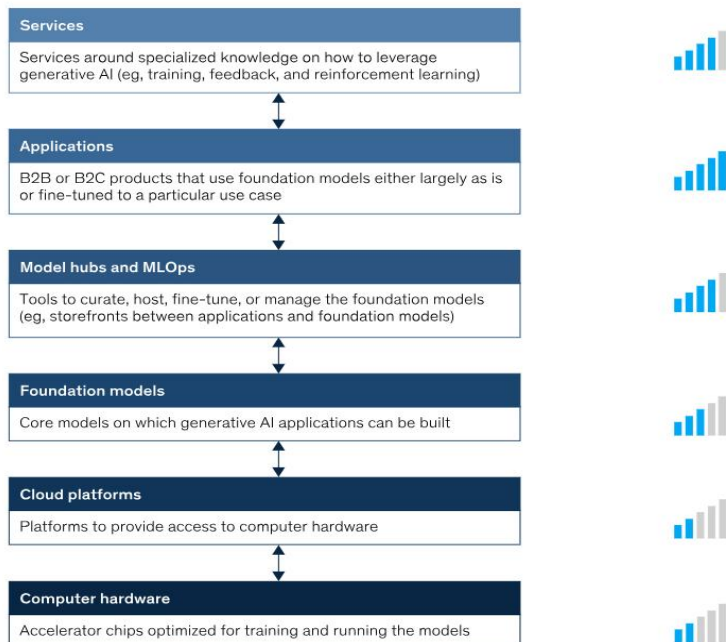 Services
Services around specialized knowledge on how to leverage
generative AI (eg, training, feedback, and reinforcement learning)
Applications
B2B or B2C products that use foundation models either largely as is
or fine-tuned to a particular use case
Model hubs and MLOps
Tools to curate, host, fine-tune, or manage the foundation models
(eg, storefronts between applications and foundation models)
Foundation models
Core models on which generative AI applications can be built
Cloud platforms
Platforms to provide access to computer hardware
Computer hardware
Accelerator chips optimized for training and running the models